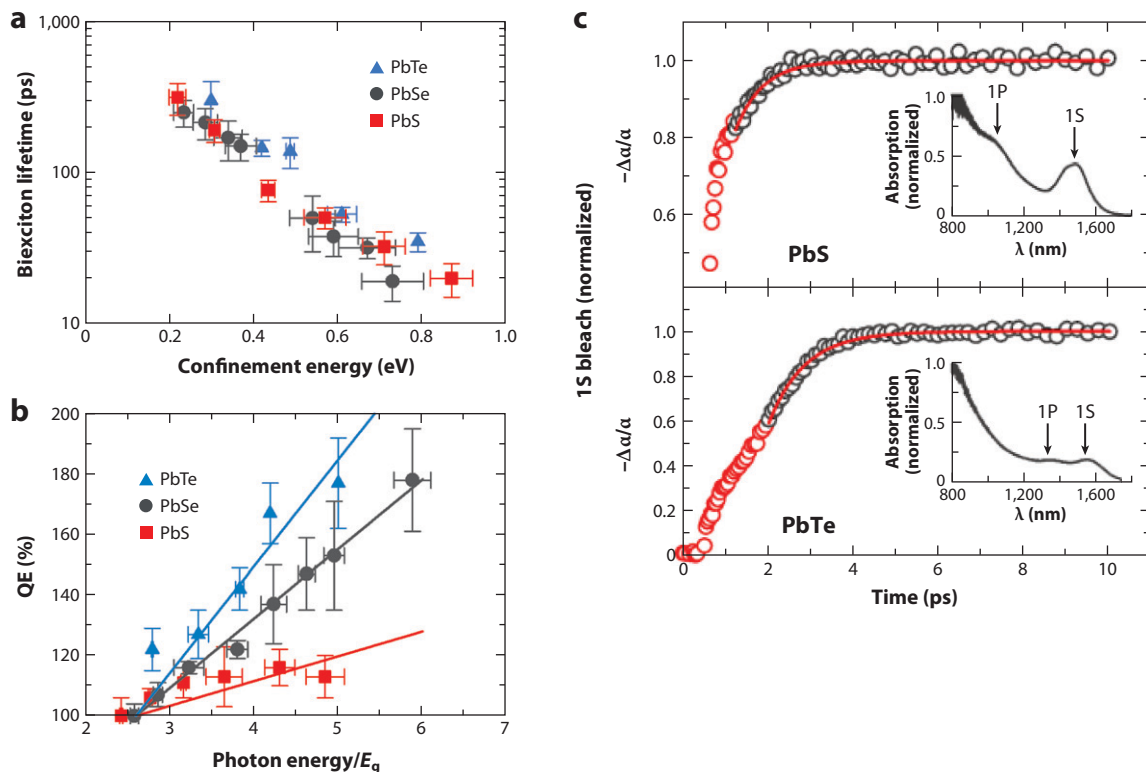 a
1,000
100
10
Biexciton lifetime (ps)
PbTe
PbSe
PbS
0 0.2 0.4 0.6 0.8 1.0
Confinement energy (eV)
b
200
180
160
140
120
100
QE (%)
PbTe
PbSe
PbS
2 3 4 5 6 7
Photon energy/Eg
c
1S bleach (normalized)
–Δα/α
1.0
0.8
0.6
PbS
1.0
0.5
0
Absorption
(normalized)
1P
1S
800 1,200 1,600
λ (nm)
–Δα/α
1.0
0.8
0.6
0.4
0.3
0.2
0.1
0
PbTe
1.0
0.5
0
Absorption
(normalized)
1P 1S
800 1,200 1,600
λ (nm)
0 2 4 6 8 10
Time (ps)